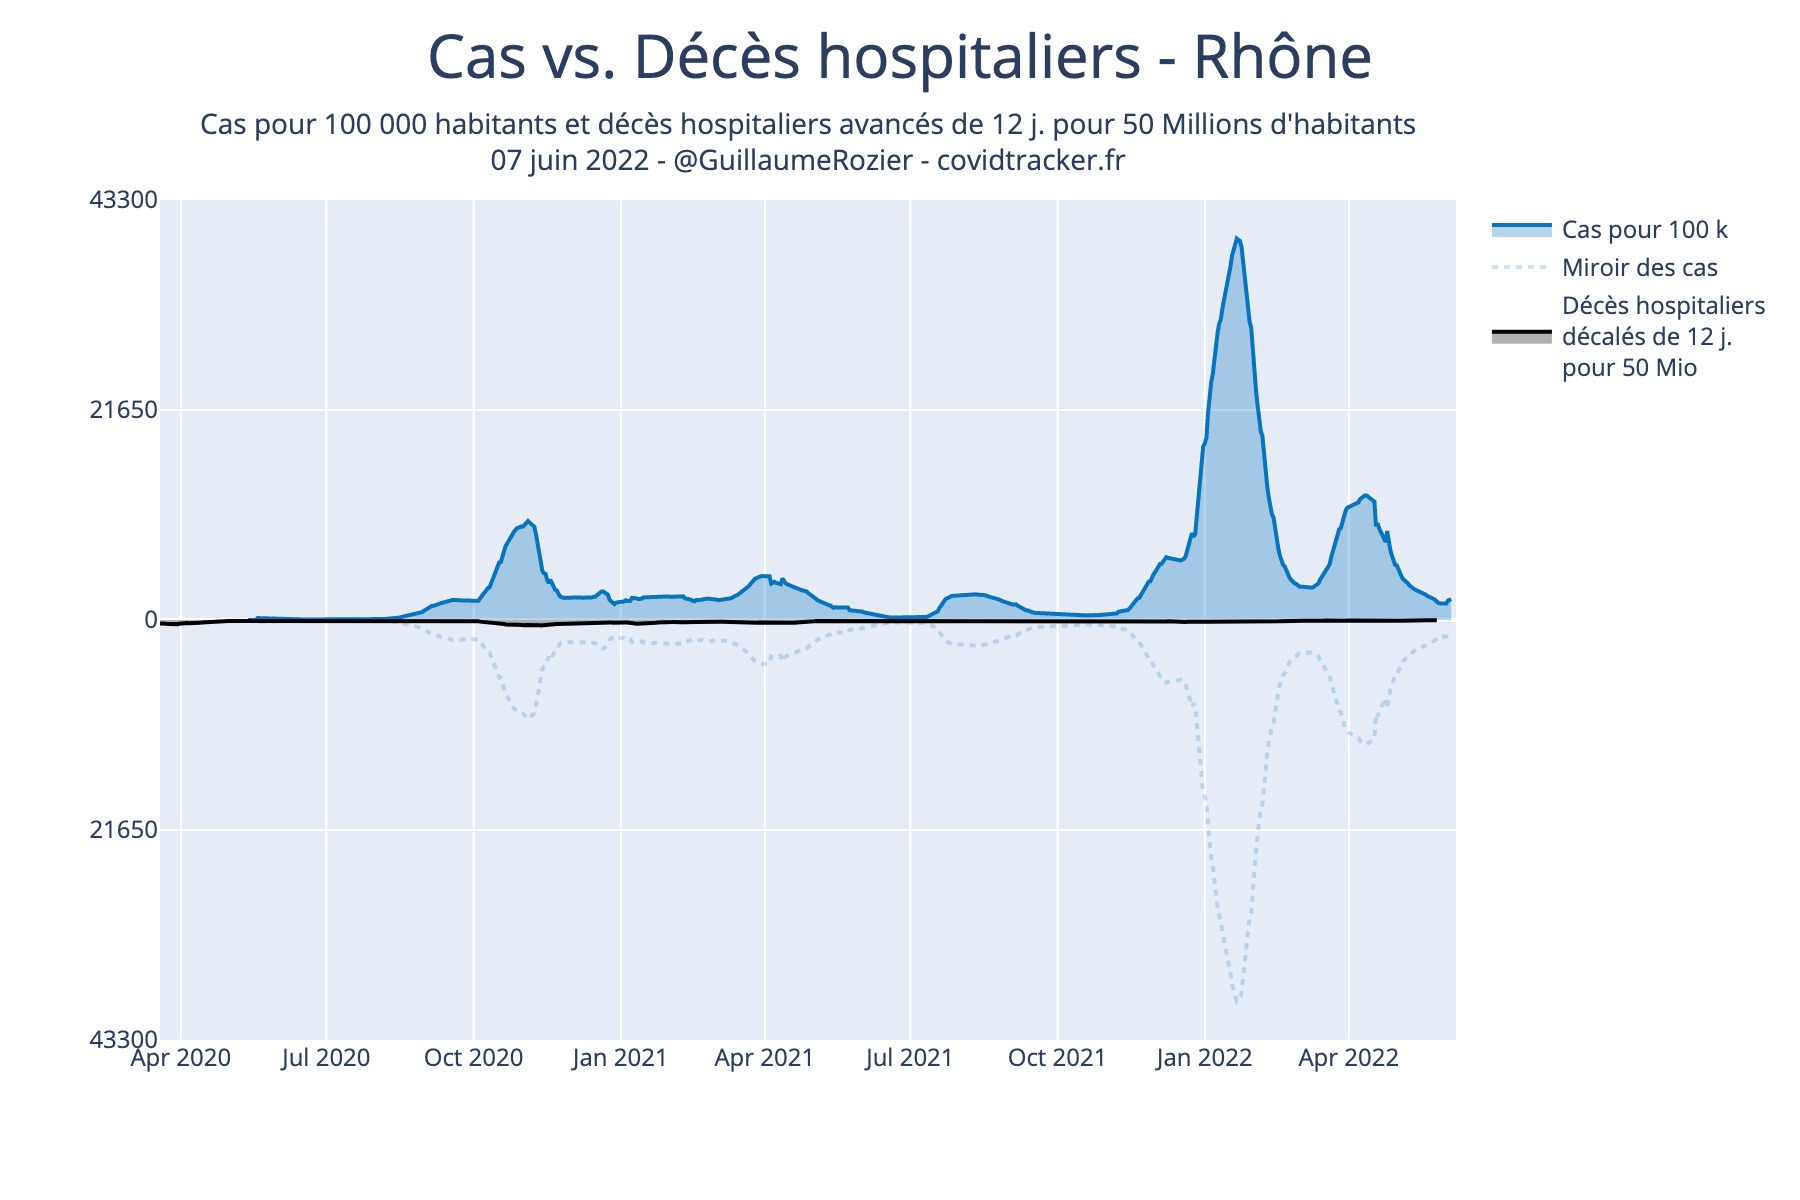 Cas vs. Décès hospitaliers - Rhône
Cas pour 100 000 habitants et décès hospitaliers avancés de 12 j. pour 50 Millions d'habitants
07 juin 2022 - @GuillaumeRozier - covidtracker.fr
43300
21650
0
21650
43300
Apr 2020 Jul 2020 Oct 2020 Jan 2021 Apr 2021 Jul 2021 Oct 2021 Jan 2022 Apr 2022
Cas pour 100 k
Miroir des cas
Décès hospitaliers
décalés de 12 j.
pour 50 Mio